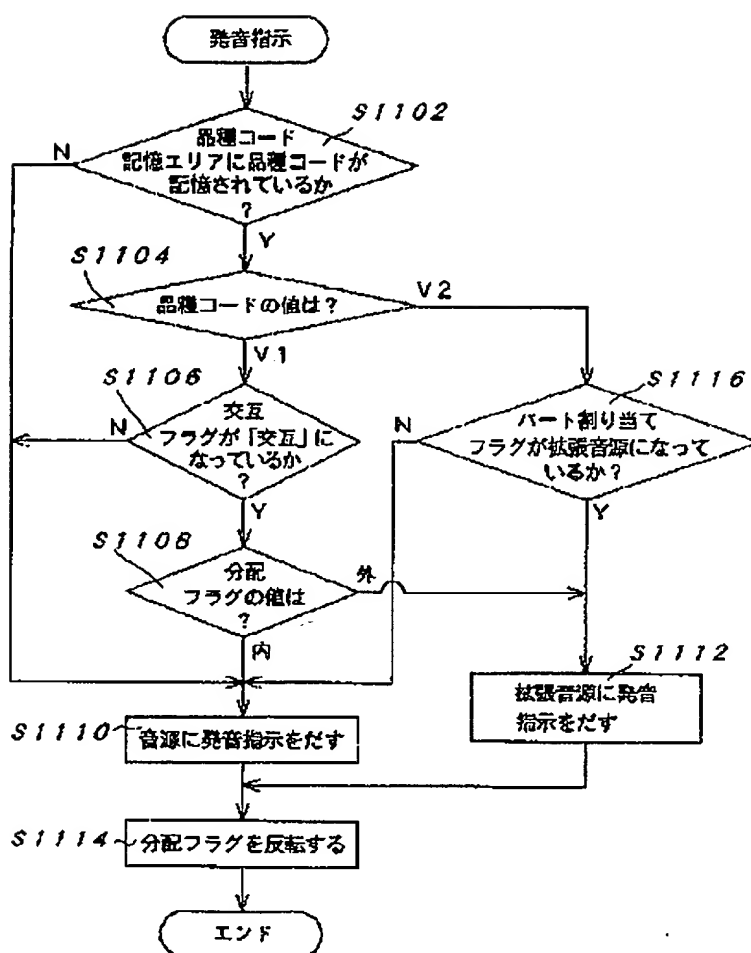 発音指示
S1102
品種コード
記憶エリアに品種コードが
記憶されているか
?
N
Y
S1104
品種コードの値は?
V2
V1
S1106
交互
フラグが「交互」に
なっているか
?
N
Y
S1116
パート割り当て
フラグが拡張音源になって
いるか?
N
Y
S1108
分配
フラグの値は
?
外
内
S1112
拡張音源に発音
指示をだす
S1110
音源に発音指示をだす
S1114
分配フラグを反転する
エンド